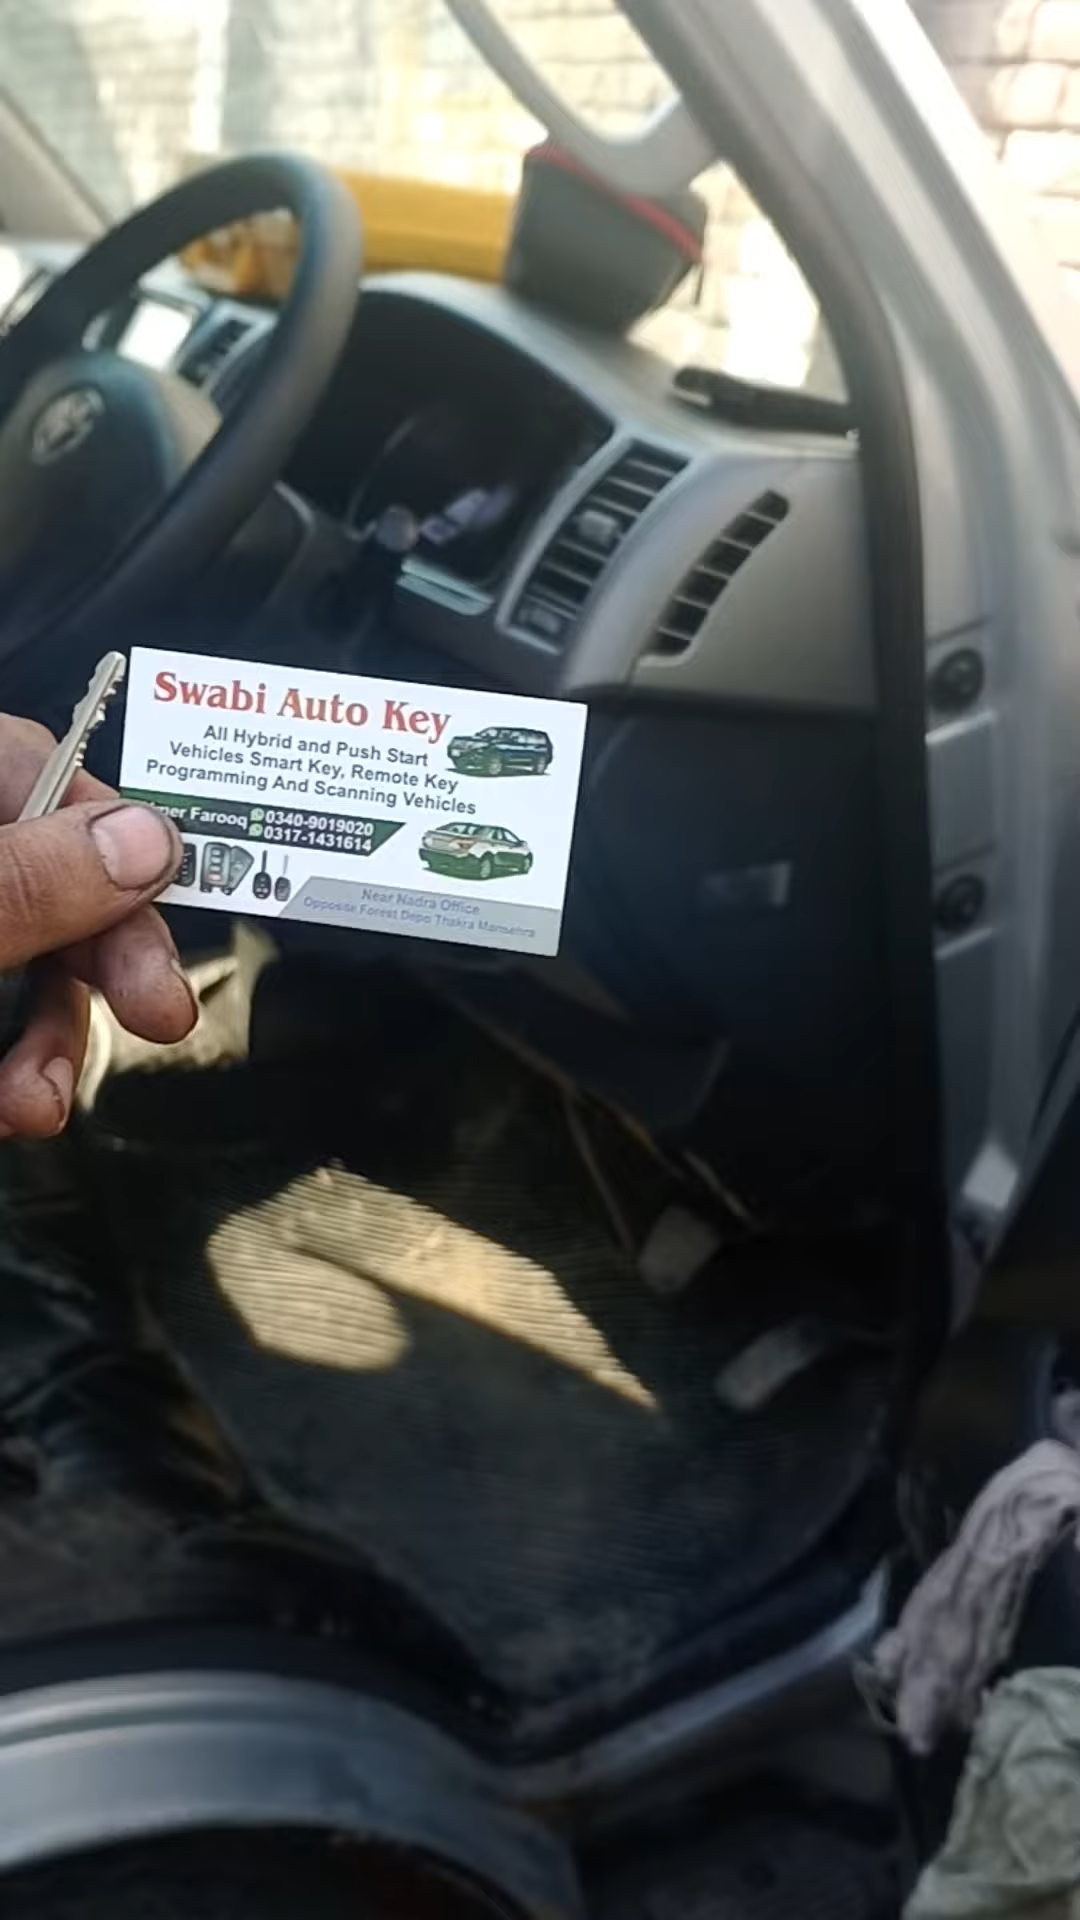 Swabi Auto Key
All Hybrid and Push Start
Vehicles Smart Key, Remote Key
Programming And Scanning Vehicles
Farooq 0340-9019020
0317-1431614
Near Nadra Office
Opposite Forest Depo Thakra Mansehra